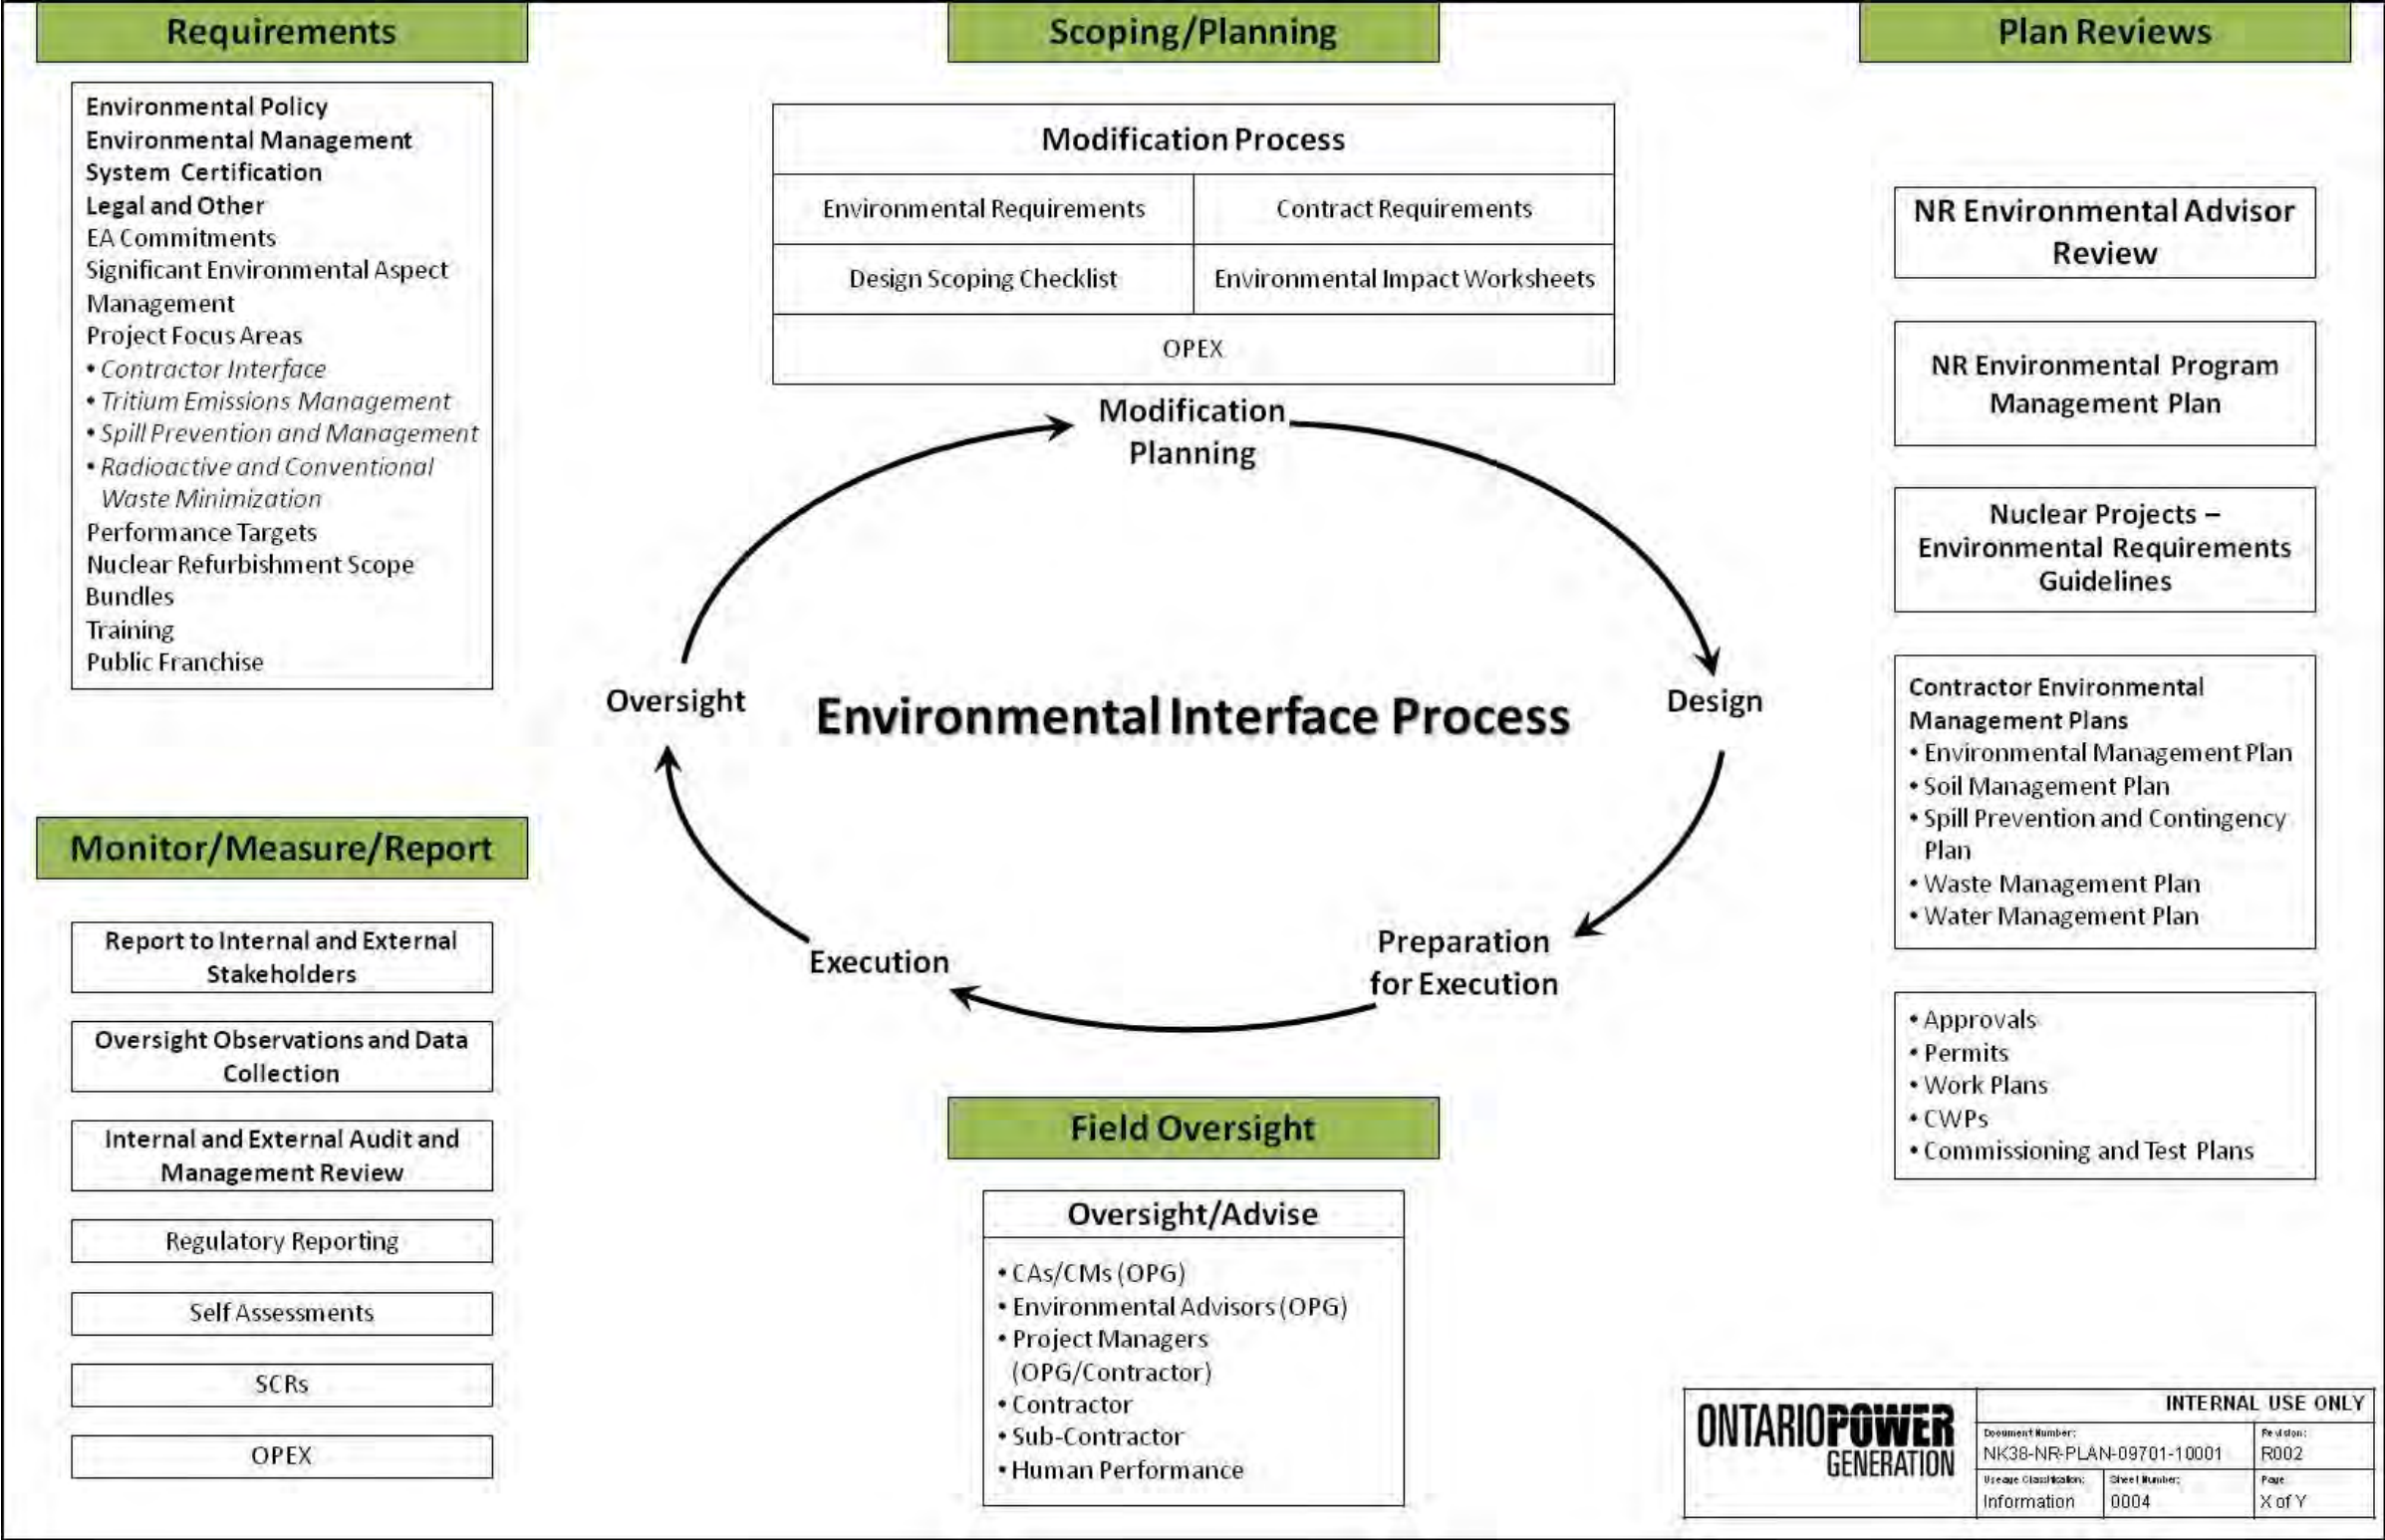 Requirements
Environmental Policy
Environmental Management
System Certification
Legal and Other
EA Commitments
Significant Environmental Aspect
Management
Project Focus Areas
• Contractor Interface
• Tritium Emissions Management
• Spill Prevention and Management
• Radioactive and Conventional
Waste Minimization
Performance Targets
Nuclear Refurbishment Scope
Bundles
Training
Public Franchise
Monitor/Measure/Report
Report to Internal and External
Stakeholders
Oversight Observations and Data
Collection
Internal and External Audit and
Management Review
Regulatory Reporting
Self Assessments
SCRs
OPEX
Scoping/Planning
Modification Process
Environmental Requirements
Contract Requirements
Design Scoping Checklist
Environmental Impact Worksheets
OPEX
Modification
Planning
Oversight
Environmental Interface Process
Design
Execution
Preparation
for Execution
Field Oversight
Oversight/Advise
• CAs/CMs (OPG)
• Environmental Advisors (OPG)
• Project Managers
(OPG/Contractor)
• Contractor
• Sub-Contractor
• Human Performance
Plan Reviews
NR Environmental Advisor
Review
NR Environmental Program
Management Plan
Nuclear Projects –
Environmental Requirements
Guidelines
Contractor Environmental
Management Plans
• Environmental Management Plan
• Soil Management Plan
• Spill Prevention and Contingency
Plan
• Waste Management Plan
• Water Management Plan
• Approvals
• Permits
• Work Plans
• CWPs
• Commissioning and Test Plans
ONTARIOPOWER
GENERATION
INTERNAL USE ONLY
Document Number:
NK38-NR-PLAN-09701-10001
Revision:
R002
Useage Classification:
Information
Sheet Number:
0004
Page:
X of Y